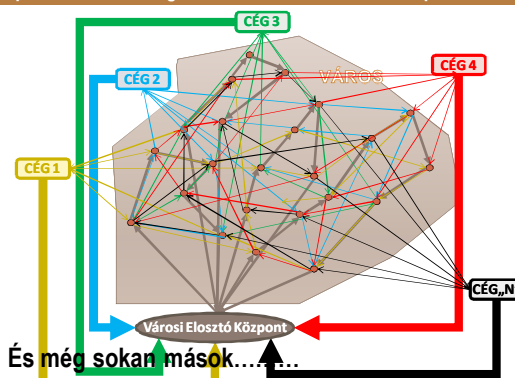 CÉG 3
CÉG 4
CÉG 2
VÁROS
CÉG 1
CÉG„N
Városi Elosztó Központ
És még sokan mások.........